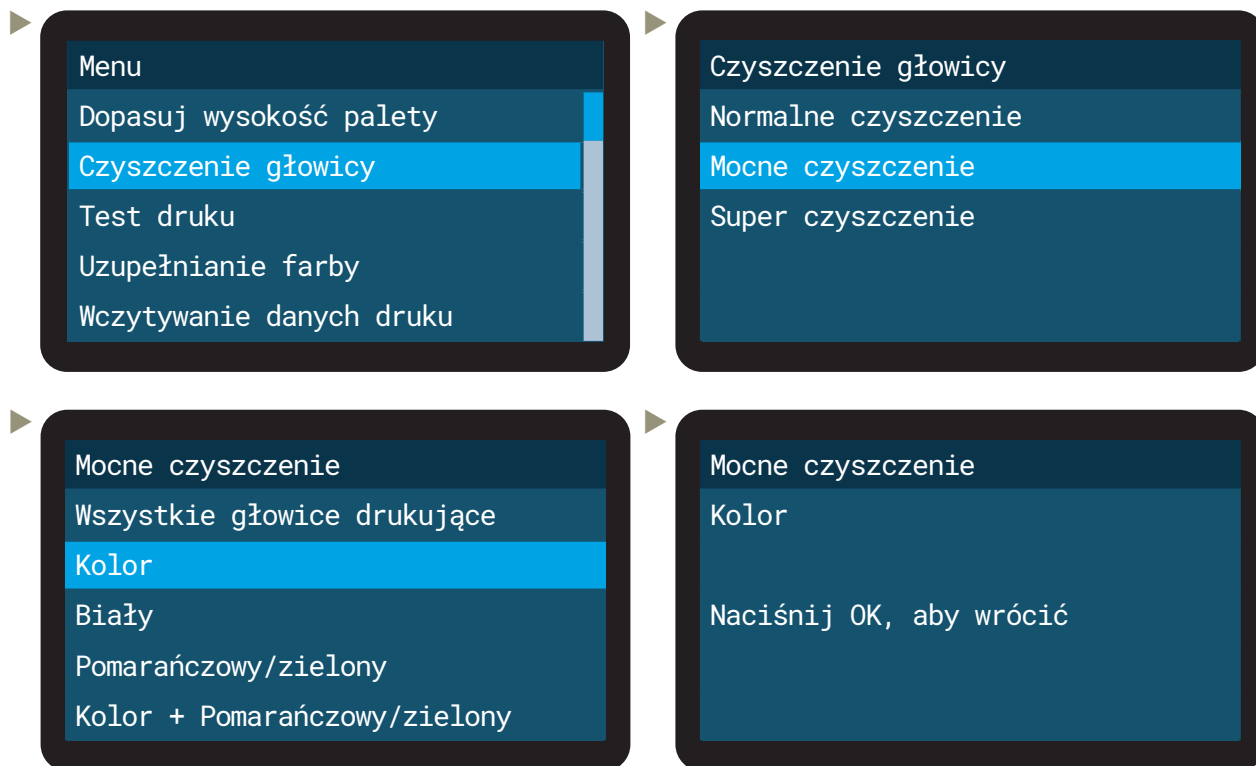 Menu
Dopasuj wysokość palety
Czyszczenie głowicy
Test druku
Uzupełnianie farby
Wczytywanie danych druku
Czyszczenie głowicy
Normalne czyszczenie
Mocne czyszczenie
Super czyszczenie
Mocne czyszczenie
Wszystkie głowice drukujące
Kolor
Biały
Pomarańczowy/zielony
Kolor + Pomarańczowy/zielony
Mocne czyszczenie
Kolor
Naciśnij OK, aby wrócić